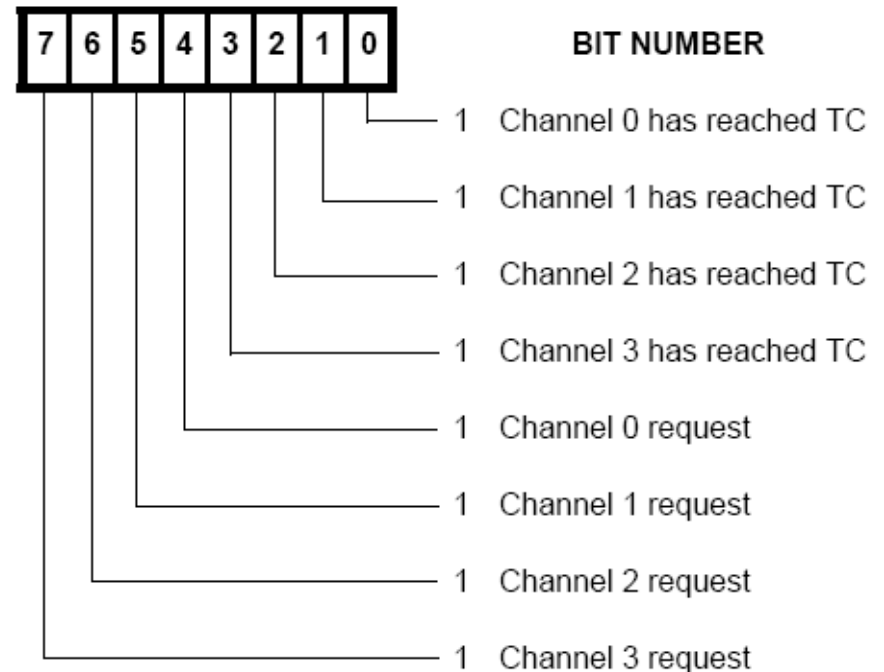 7 6 5 4 3 2 1 0 BIT NUMBER
1 Channel 0 has reached TC
1 Channel 1 has reached TC
1 Channel 2 has reached TC
1 Channel 3 has reached TC
1 Channel 0 request
1 Channel 1 request
1 Channel 2 request
1 Channel 3 request